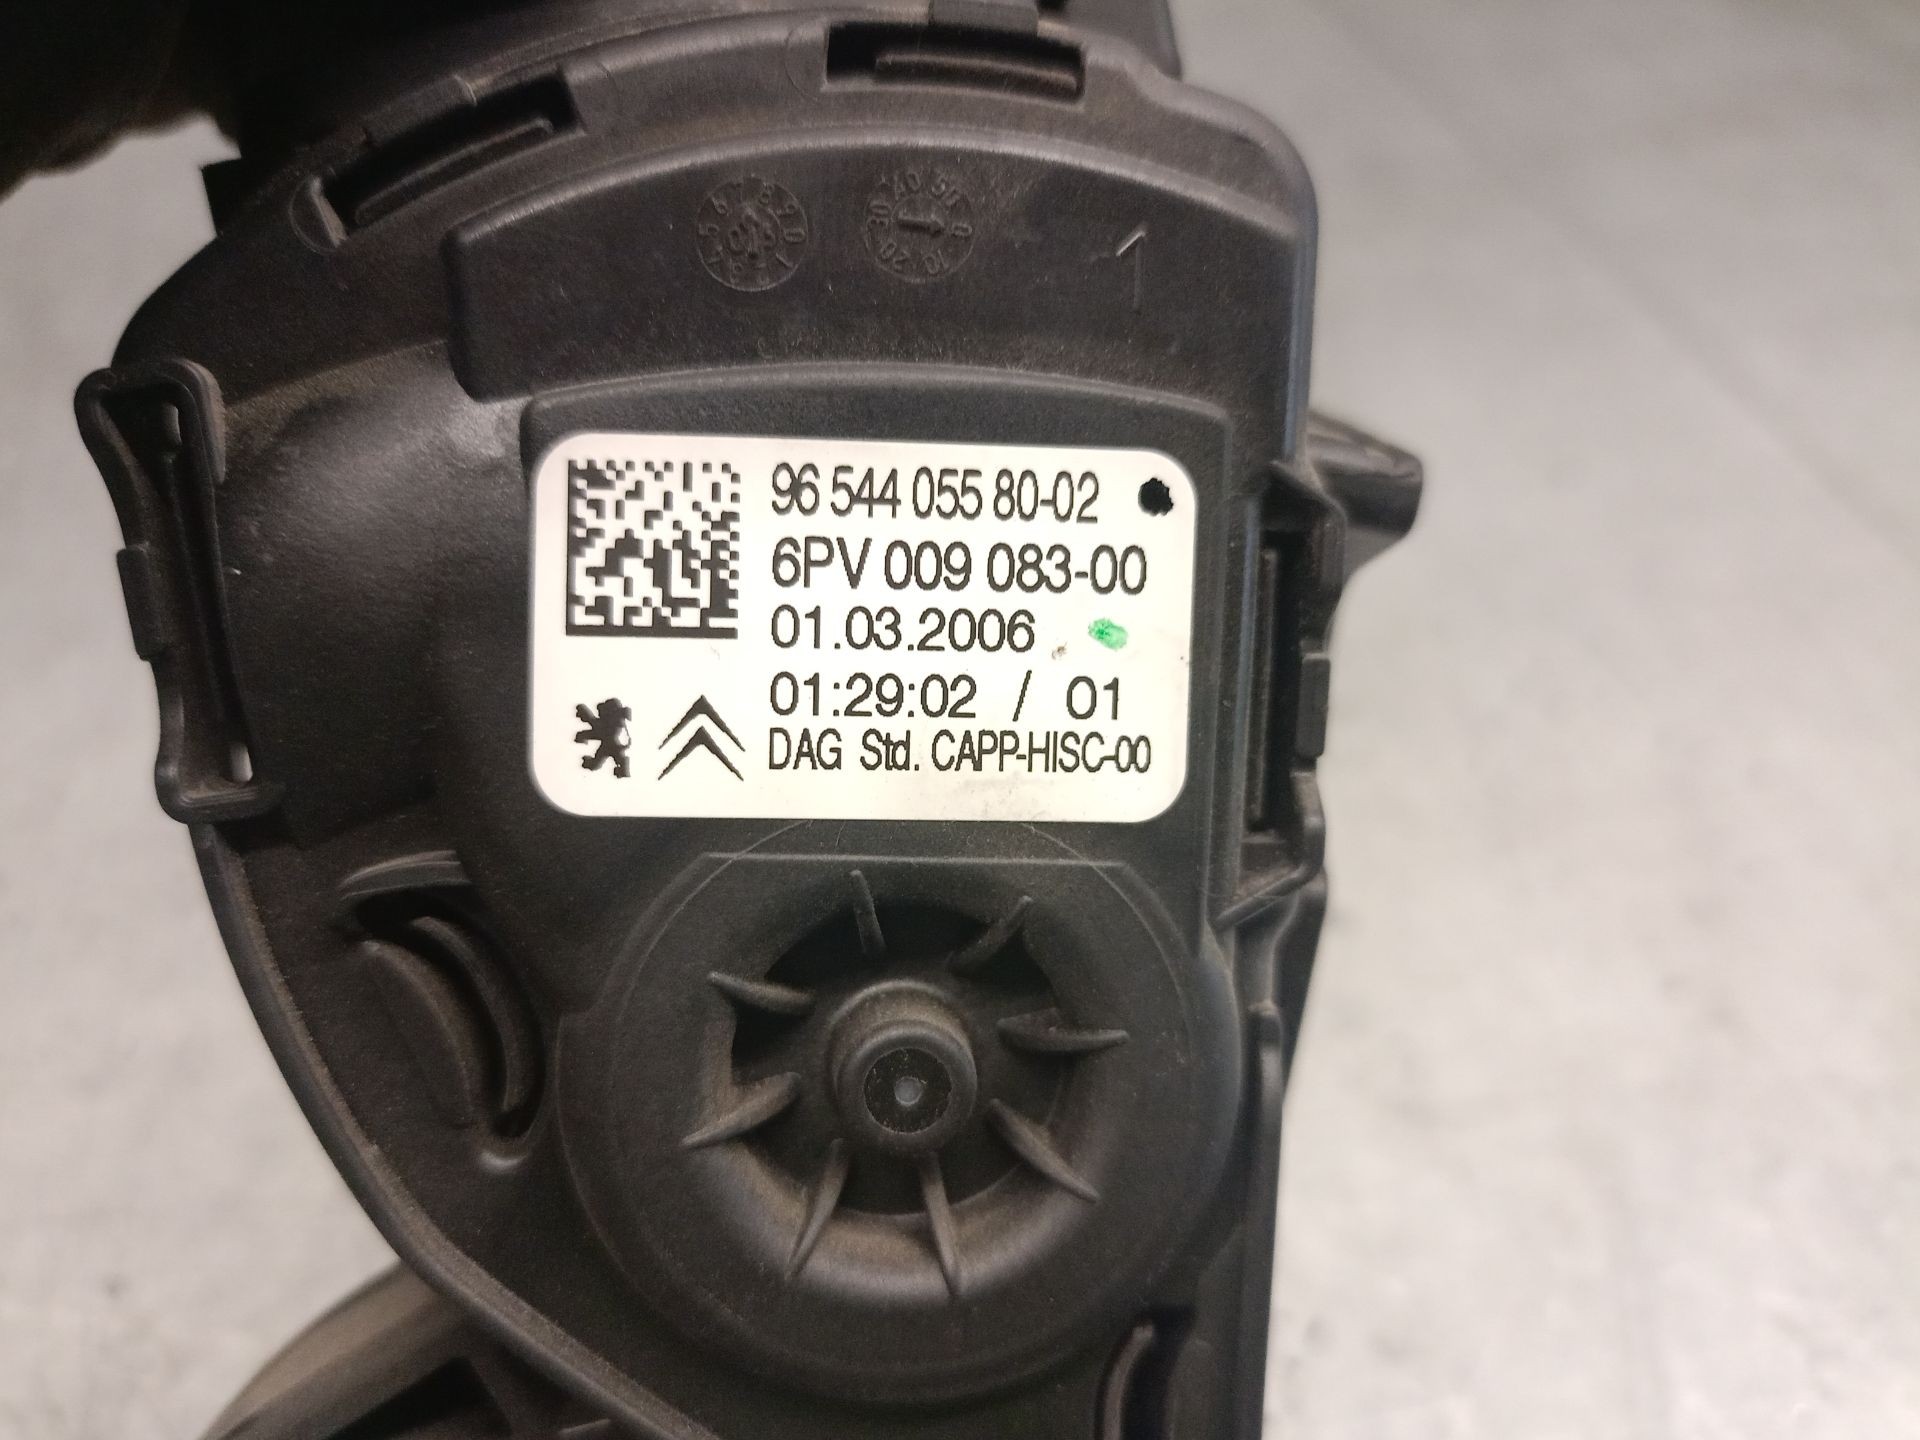 96 544 055 80-02
6PV 009 083-00
01.03.2006
01:29:02 / 01
DAG Std. CAPP-HISC-00